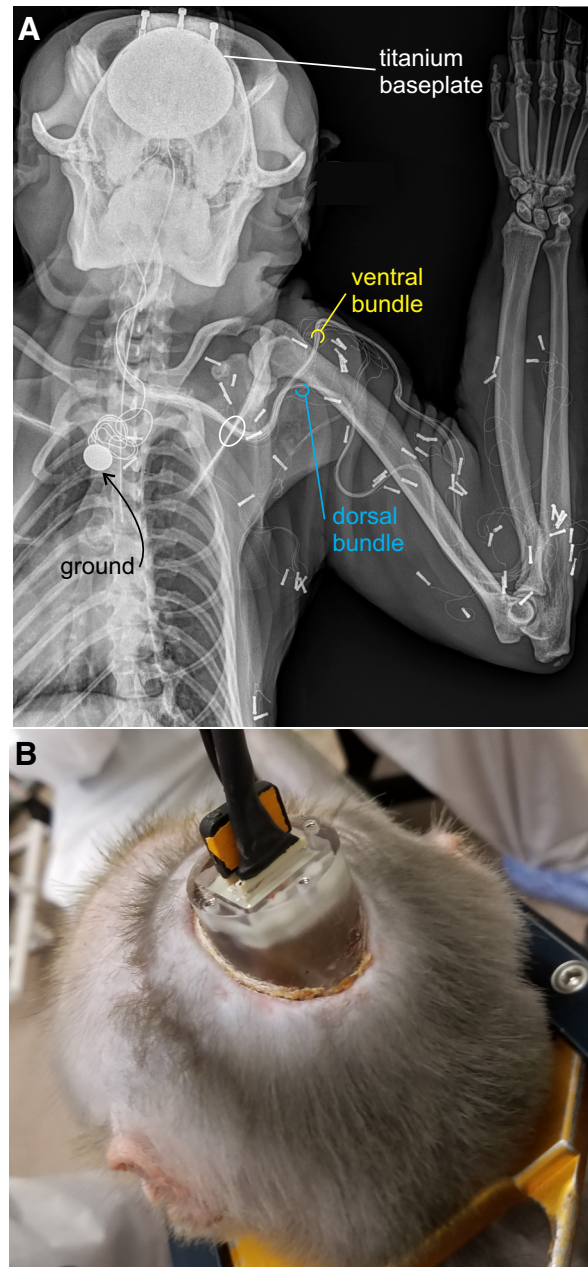 A
titanium
baseplate
ventral
bundle
dorsal
bundle
ground
B